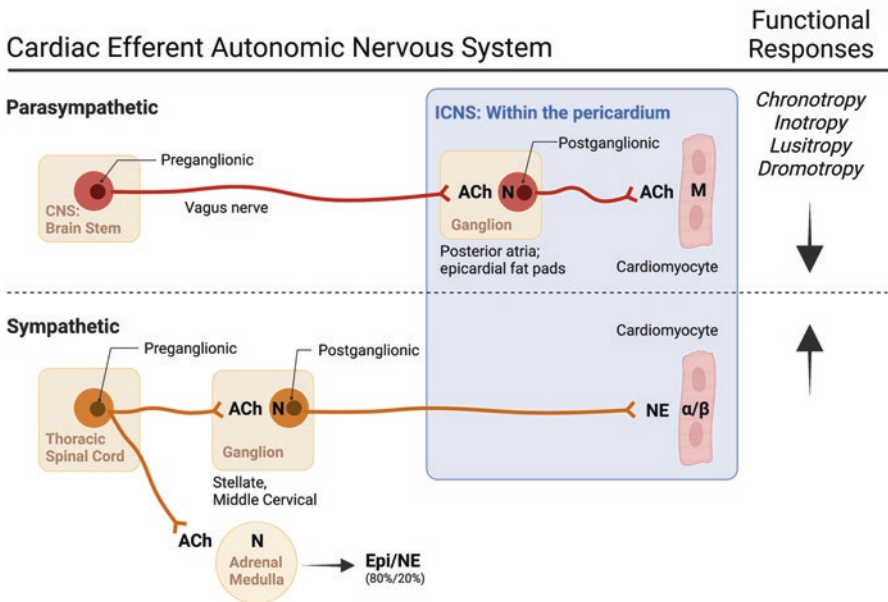 Cardiac Efferent Autonomic Nervous System
Functional
Responses
Parasympathetic
ICNS: Within the pericardium
Chronotropy
Inotropy
Lusitropy
Dromotropy
Preganglionic
Postganglionic
CNS:
Brain Stem
Vagus nerve
ACh
N
Ganglion
ACh
M
Posterior atria;
epicardial fat pads
Cardiomyocyte
Sympathetic
Cardiomyocyte
Preganglionic
Postganglionic
Thoracic
Spinal Cord
ACh
N
Ganglion
NE
α/β
Stellate,
Middle Cervical
ACh
N
Adrenal
Medulla
Epi/NE
(80%/20%)